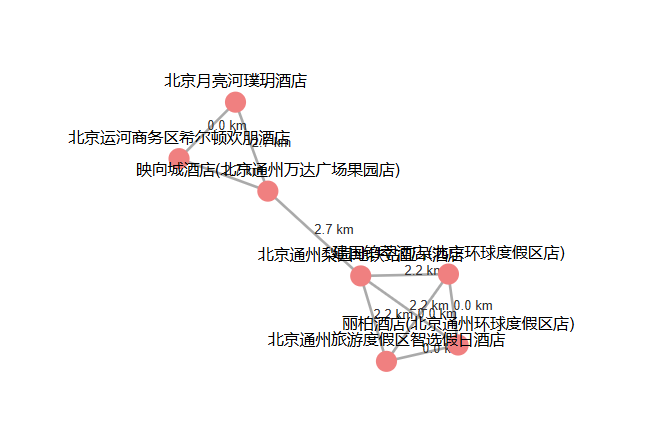 北京月亮河璞玥酒店
0.0 km
北京运河商务区希尔顿欢朋酒店
2.7 km
映向城酒店(北京通州万达广场果园店)
2.7 km
北京通州梨园
酒店(北京环球度假区店)
2.2 km
2.2 km
0.0 km
2.2 km
0.0 km
丽柏酒店(北京通州环球度假区店)
北京通州旅游度假区智选假日酒店
0.0 k